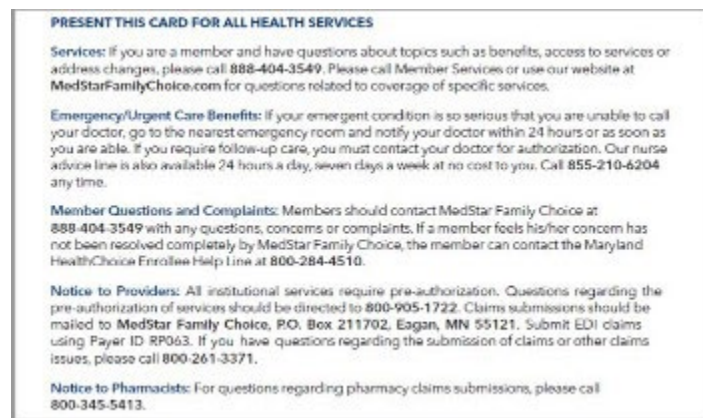 PRESENT THIS CARD FOR ALL HEALTH SERVICES
Services: If you are a member and have questions about topics such as benefits, access to services or
address changes, please call 888-404-3549. Please call Member Services or use our website at
MedStarFamilyChoice.com for questions related to coverage of specific services.
Emergency/Urgent Care Benefits: If your emergent condition is so serious that you are unable to call
your doctor, go to the nearest emergency room and notify your doctor within 24 hours or as soon as
you are able. If you require follow-up care, you must contact your doctor for authorization. Our nurse
advice line is also available 24 hours a day, seven days a week at no cost to you. Call 855-210-6204
any time.
Member Questions and Complaints: Members should contact MedStar Family Choice at
888-404-3549 with any questions, concerns or complaints. If a member feels his/her concern has
not been resolved completely by MedStar Family Choice, the member can contact the Maryland
HealthChoice Enrollee Help Line at 800-284-4510.
Notice to Providers: All institutional services require pre-authorization. Questions regarding the
pre-authorization of services should be directed to 800-905-1722. Claims submissions should be
mailed to MedStar Family Choice, P.O. Box 211702, Eagan, MN 55121. Submit EDI claims
using Payer ID RP063. If you have questions regarding the submission of claims or other claims
issues, please call 800-261-3371.
Notice to Pharmacists: For questions regarding pharmacy claims submissions, please call
800-345-5413.